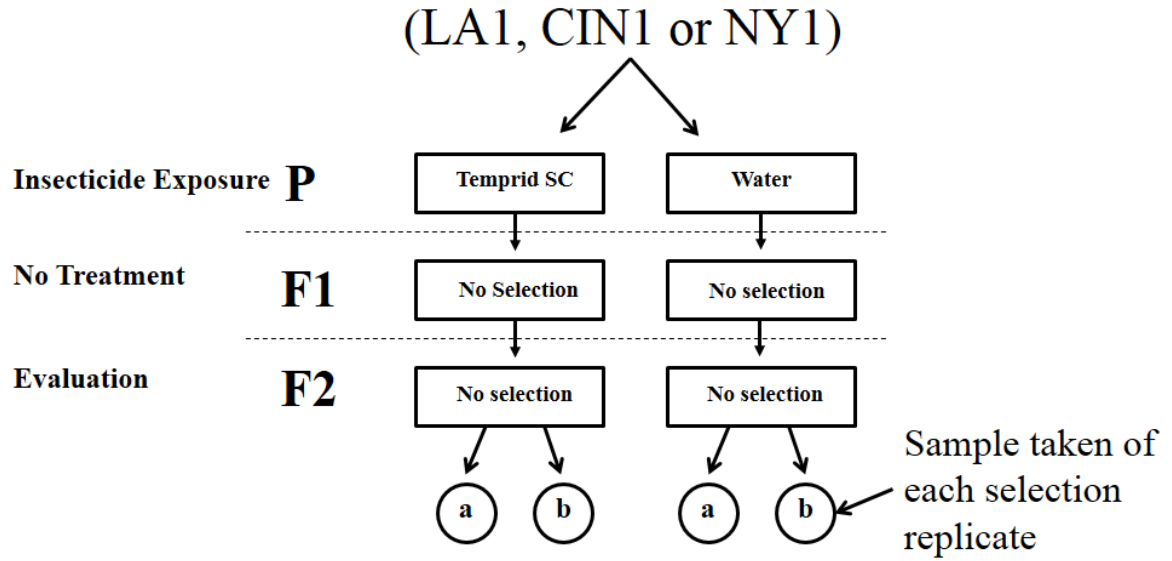 (LA1, CIN1 or NY1)
Insecticide Exposure P
Temprid SC
Water
No Treatment
F1
No Selection
No selection
Evaluation
F2
No selection
No selection
a
b
a
b
Sample taken of
each selection
replicate